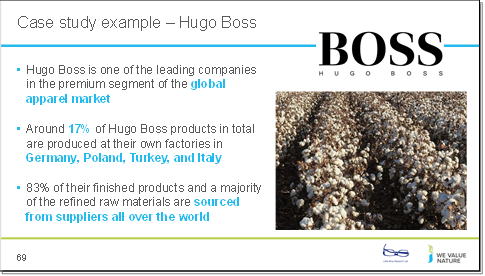 Case study example – Hugo Boss
BOSS
HUGO BOSS
• Hugo Boss is one of the leading companies
in the premium segment of the global
apparel market
• Around 17% of Hugo Boss products in total
are produced at their own factories in
Germany, Poland, Turkey, and Italy
• 83% of their finished products and a majority
of the refined raw materials are sourced
from suppliers all over the world
69
WE VALUE
NATURE